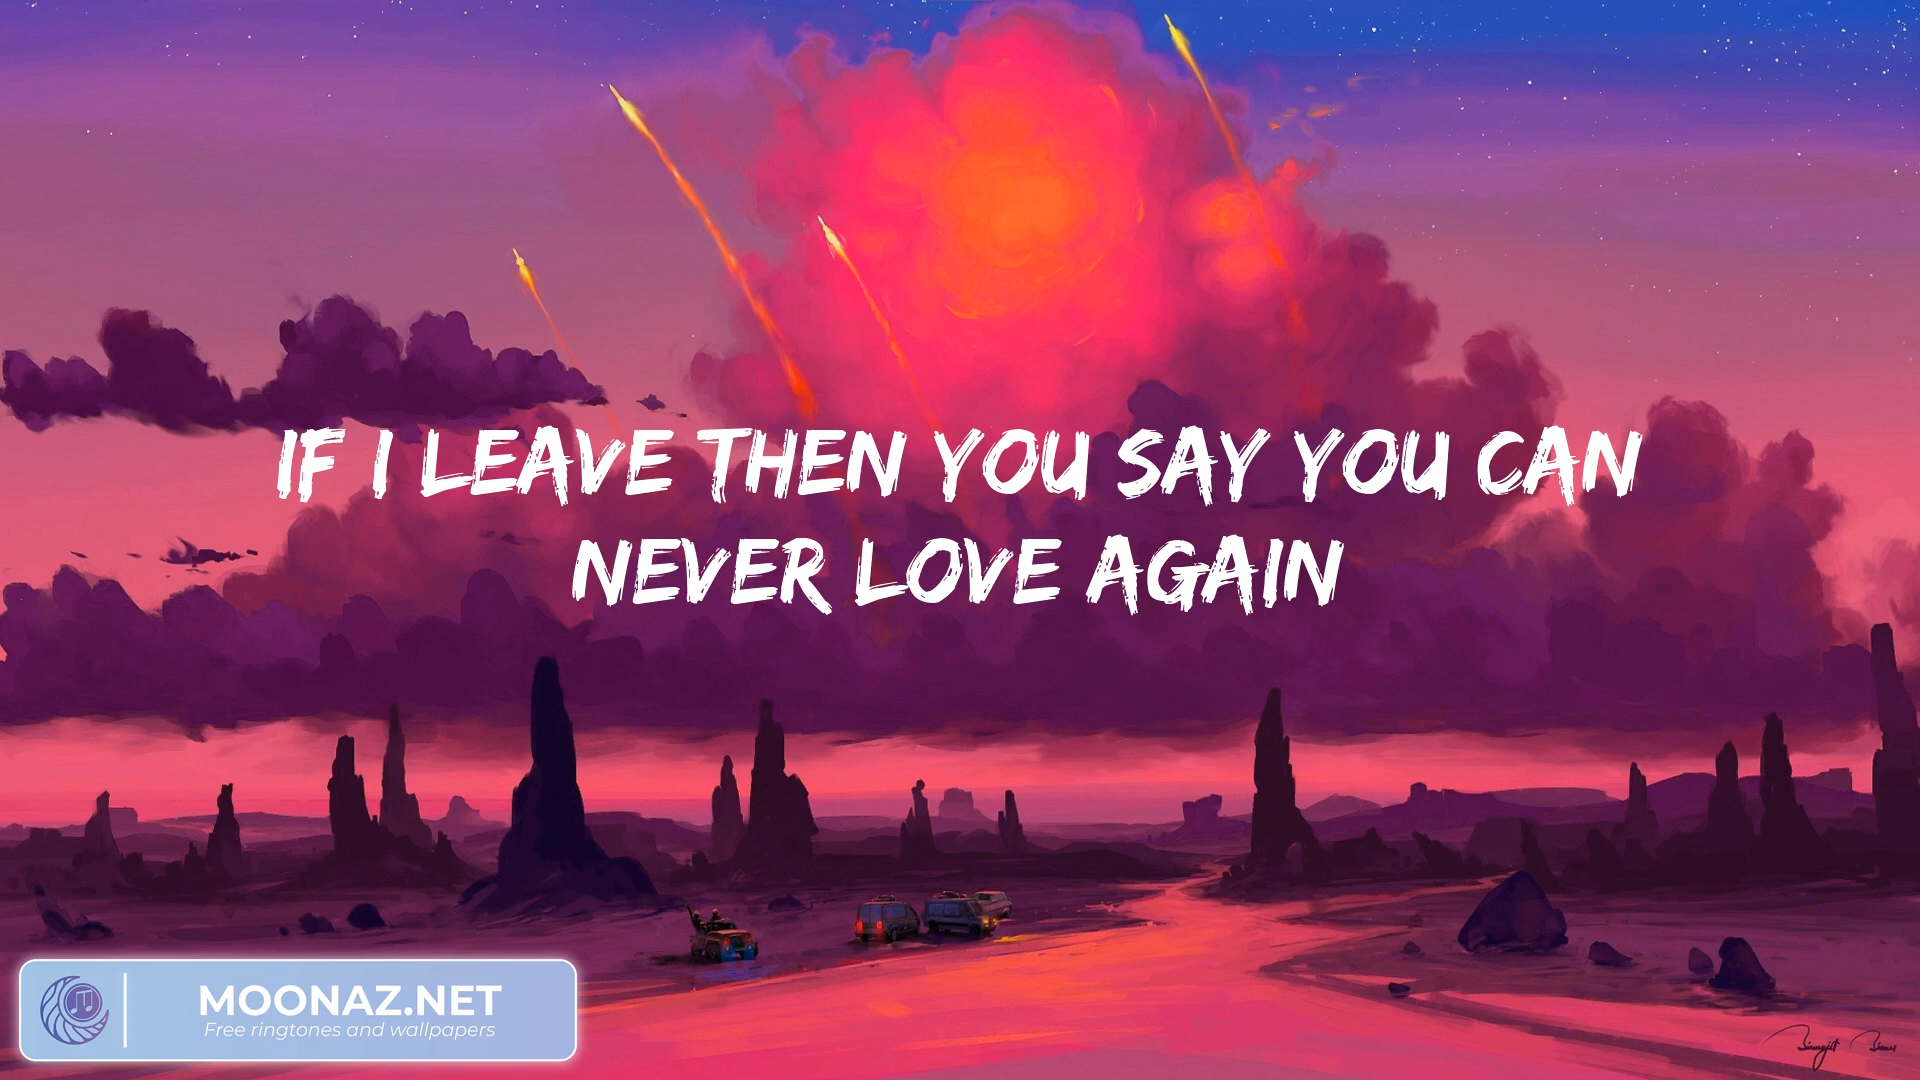 IF I LEAVE THEN YOU SAY YOU CAN
NEVER LOVE AGAIN
MOONAZ.NET
Free ringtones and wallpapers